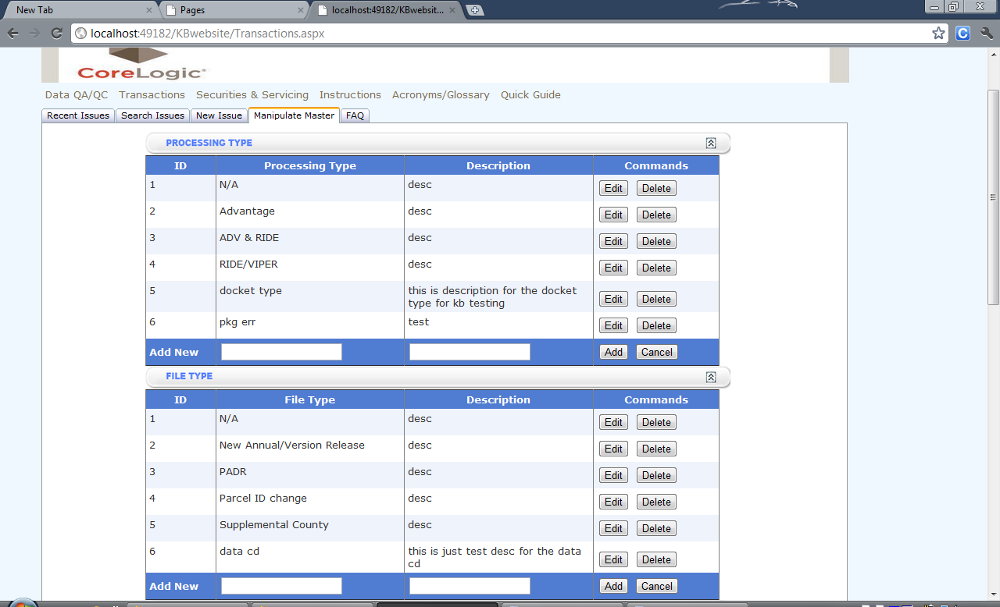 New Tab Pages localhost:49182/KBwebsit...
localhost:49182/KBwebsite/Transactions.aspx
CoreLogic
Data QA/QC Transactions Securities & Servicing Instructions Acronyms/Glossary Quick Guide
Recent Issues Search Issues New Issue Manipulate Master FAQ
PROCESSING TYPE
ID Processing Type Description Commands
1 N/A desc Edit Delete
2 Advantage desc Edit Delete
3 ADV & RIDE desc Edit Delete
4 RIDE/VIPER desc Edit Delete
5 docket type this is description for the docket
type for kb testing Edit Delete
6 pkg err test Edit Delete
Add New Add Cancel
FILE TYPE
ID File Type Description Commands
1 N/A desc Edit Delete
2 New Annual/Version Release desc Edit Delete
3 PADR desc Edit Delete
4 Parcel ID change desc Edit Delete
5 Supplemental County desc Edit Delete
6 data cd this is just test desc for the data
cd Edit Delete
Add New Add Cancel